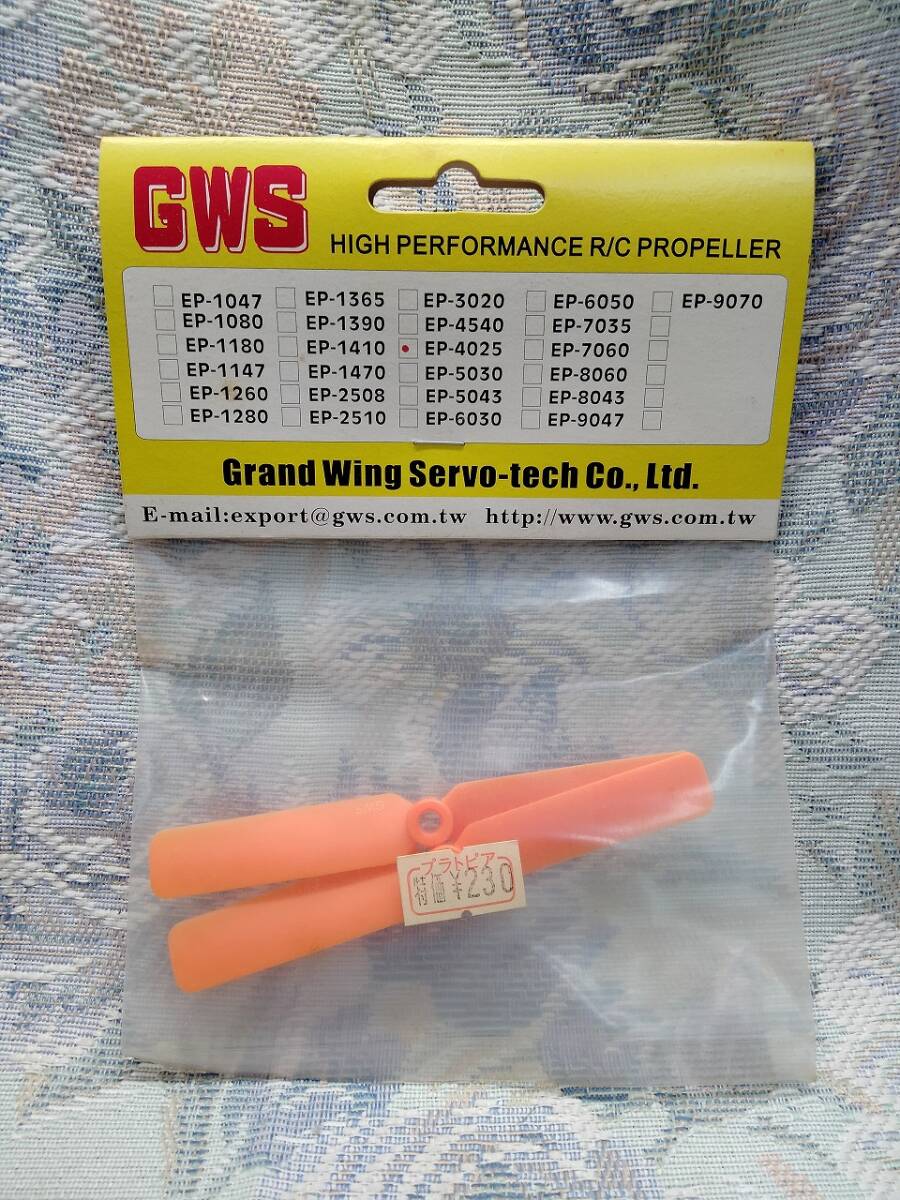 GWS
HIGH PERFORMANCE R/C PROPELLER
EP-1047 EP-1365 EP-3020 EP-6050 EP-9070
EP-1080 EP-1390 EP-4540 EP-7035
EP-1180 EP-1410 EP-4025 EP-7060
EP-1147 EP-1470 EP-5030 EP-8060
EP-1260 EP-2508 EP-5043 EP-8043
EP-1280 EP-2510 EP-6030 EP-9047
Grand Wing Servo-tech Co., Ltd.
E-mail:export@gws.com.tw http://www.gws.com.tw
GWS
プラトピア
特価¥230